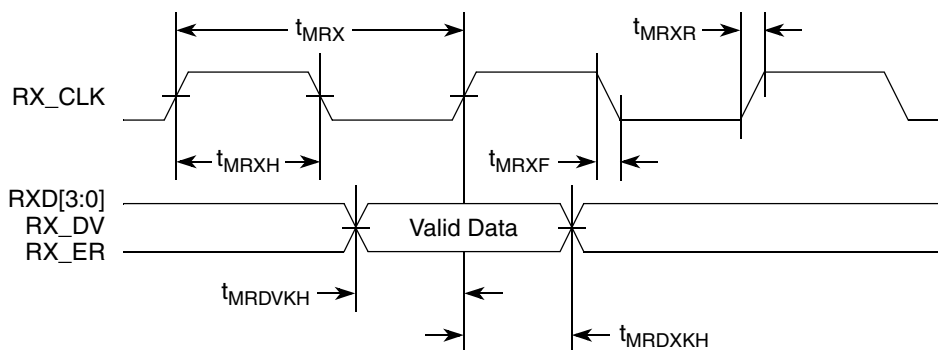 tMRX
tMRXR
RX_CLK
tMRXH
tMRXF
RXD[3:0]
RX_DV
Valid Data
RX_ER
tMRDVKH
tMRDXKH